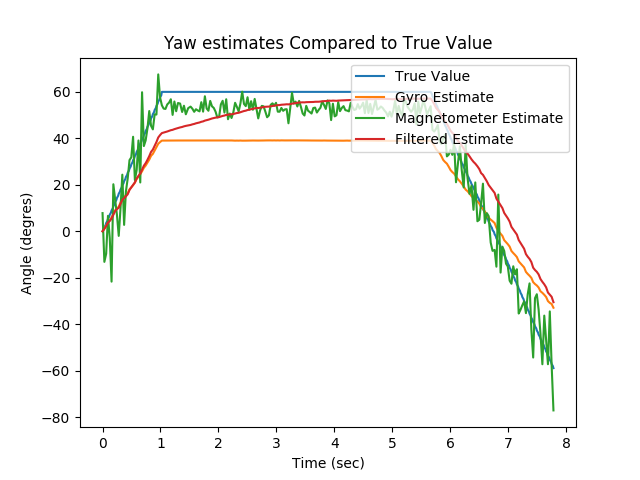 Yaw estimates Compared to True Value
True Value
Gyro Estimate
Magnetometer Estimate
Filtered Estimate
60
40
20
0
−20
−40
−60
−80
Angle (degres)
0 1 2 3 4 5 6 7 8
Time (sec)